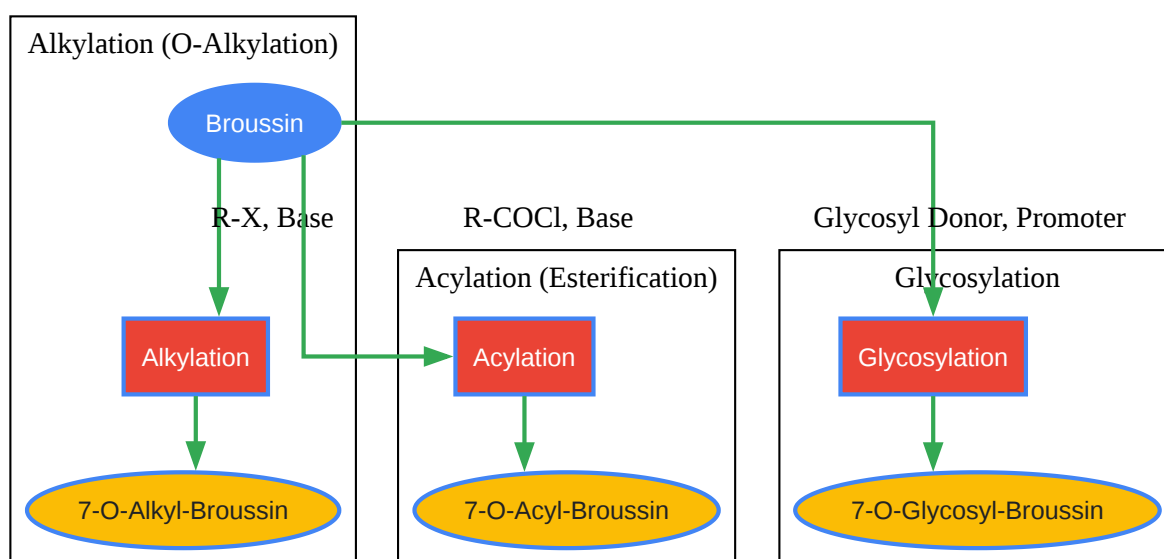 Alkylation (O-Alkylation)
Broussin
R-X, Base
R-COCl, Base
Glycosyl Donor, Promoter
Acylation (Esterification)
Glycosylation
Alkylation
Acylation
Glycosylation
7-O-Alkyl-Broussin
7-O-Acyl-Broussin
7-O-Glycosyl-Broussin